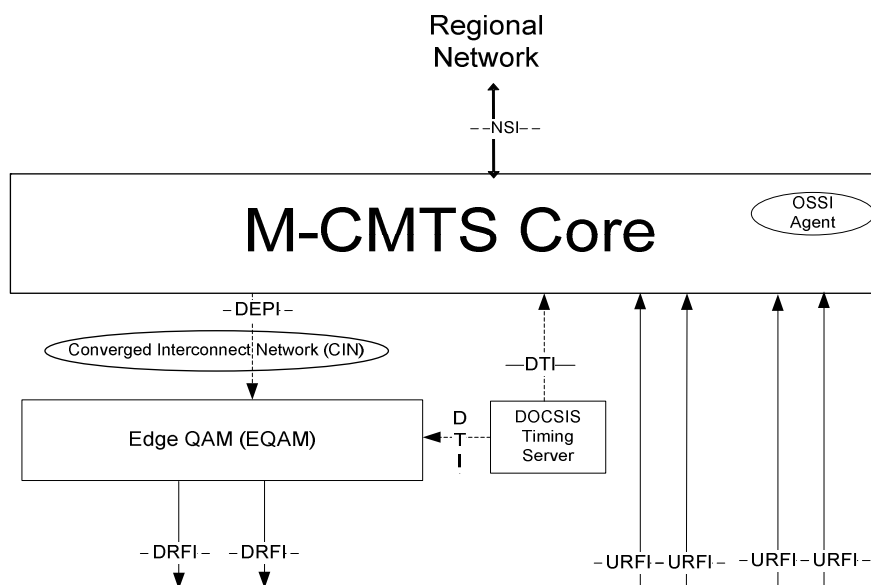 Regional
Network
NSI
M-CMTS Core
OSSI
Agent
DEPI
Converged Interconnect Network (CIN)
DTI
Edge QAM (EQAM)
D
T
I
DOCSIS
Timing
Server
DRFI
DRFI
URFI
URFI
URFI
URFI